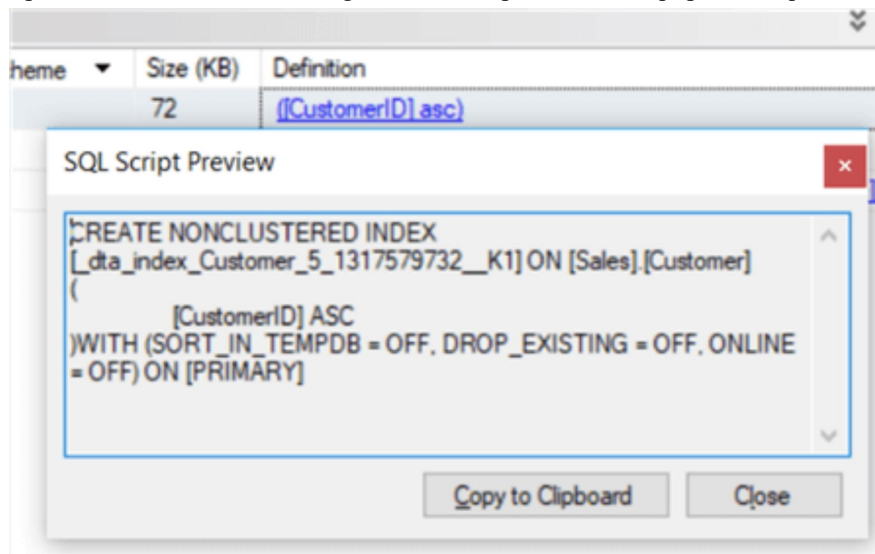 heme Size (KB) Definition
72 ([CustomerID] asc)
SQL Script Preview
CREATE NONCLUSTERED INDEX
[_dta_index_Customer_5_1317579732__K1] ON [Sales].[Customer]
(
[CustomerID] ASC
)WITH (SORT_IN_TEMPDB = OFF, DROP_EXISTING = OFF, ONLINE
= OFF) ON [PRIMARY]
Copy to Clipboard Close